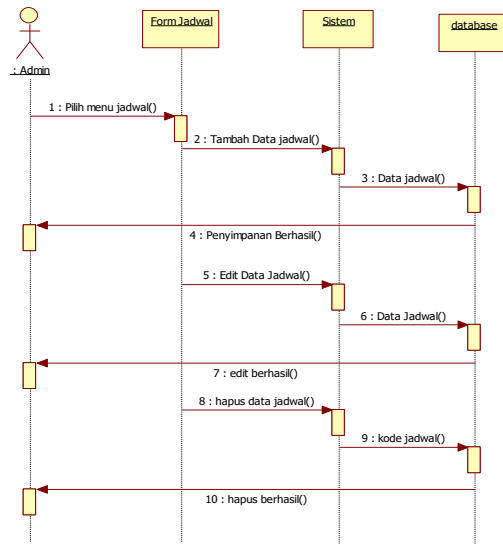 Form Jadwal
Sistem
database
: Admin
1 : Pilih menu jadwal()
2 : Tambah Data jadwal()
3 : Data jadwal()
4 : Penyimpanan Berhasil()
5 : Edit Data Jadwal()
6 : Data Jadwal()
7 : edit berhasil()
8 : hapus data jadwal()
9 : kode jadwal()
10 : hapus berhasil()